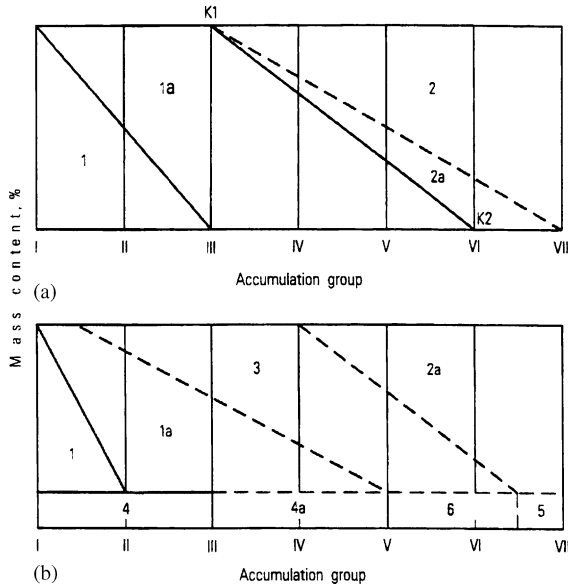 K1
1a
2
1
2a
K2
I II III IV V VI VII
Accumulation group
(a)
Mass content, %
3
2a
1a
1
4 4a 6 5
I II III IV V VI VII
(b) Accumulation group